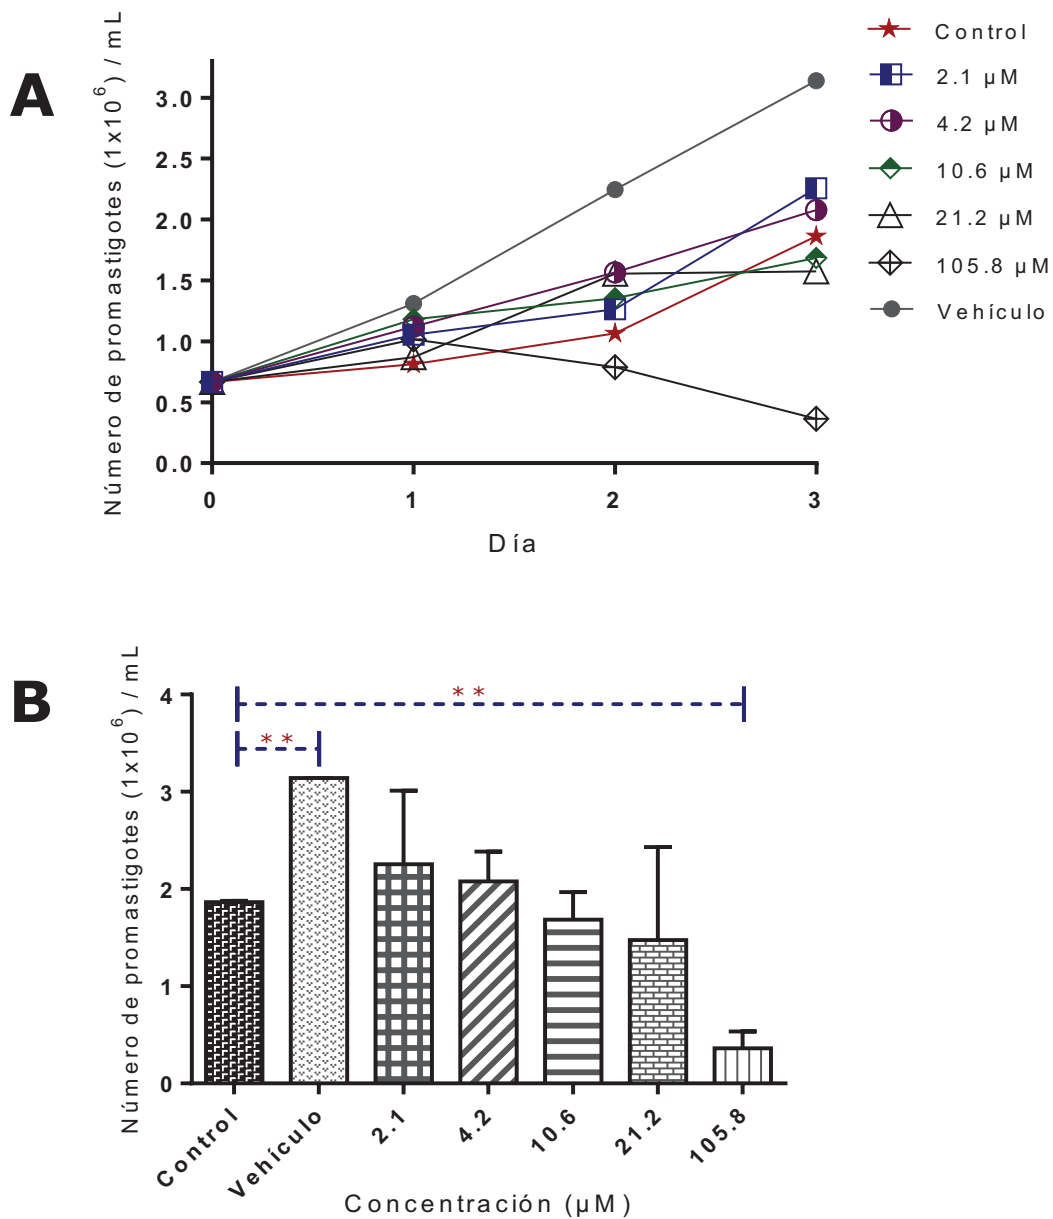 A
Número de promastigotes (1x10⁶) / mL
3.0
2.5
2.0
1.5
1.0
0.5
0.0
0 1 2 3
Día
Control
2.1 µM
4.2 µM
10.6 µM
21.2 µM
105.8 µM
Vehículo
B
Número de promastigotes (1x10⁶) / mL
4
3
2
1
0
**
**
Control Vehículo 2.1 4.2 10.6 21.2 105.8
Concentración (µM)